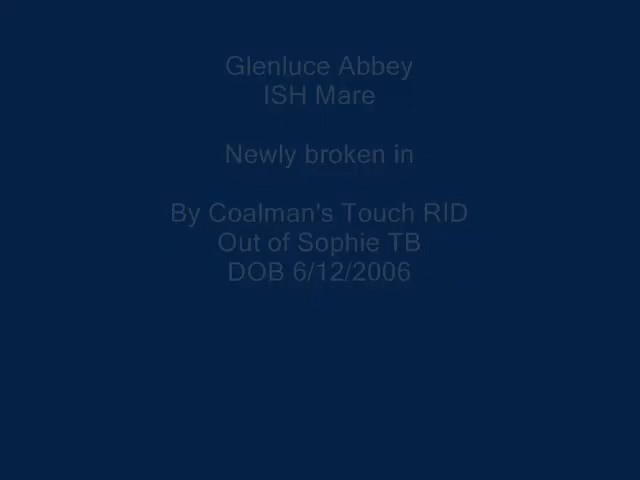 Glenluce Abbey
ISH Mare
Newly broken in
By Coalman's Touch RID
Out of Sophie TB
DOB 6/12/2006